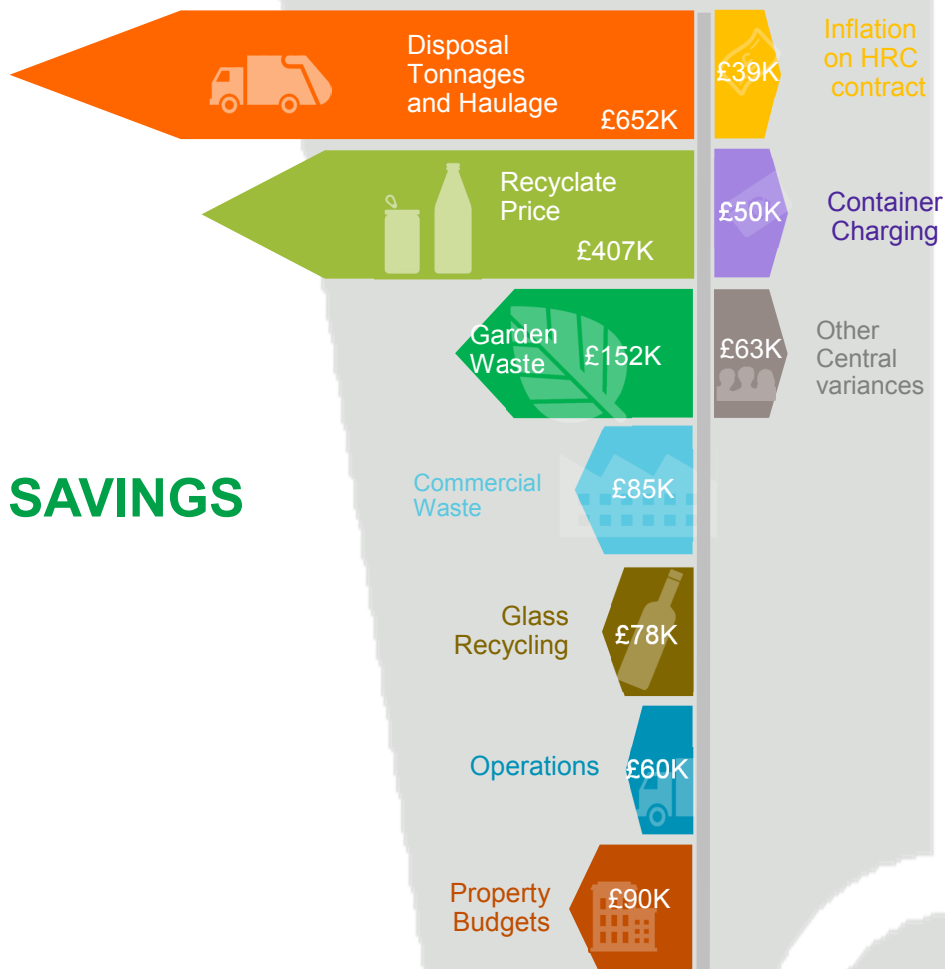 Disposal
Tonnages
and Haulage
£652K
Inflation
on HRC
contract
£39K
Recyclate
Price
£407K
£50K
Container
Charging
Garden
Waste
£152K
£63K
Other
Central
variances
SAVINGS
Commercial
Waste
£85K
Glass
Recycling
£78K
Operations
£60K
Property
Budgets
£90K